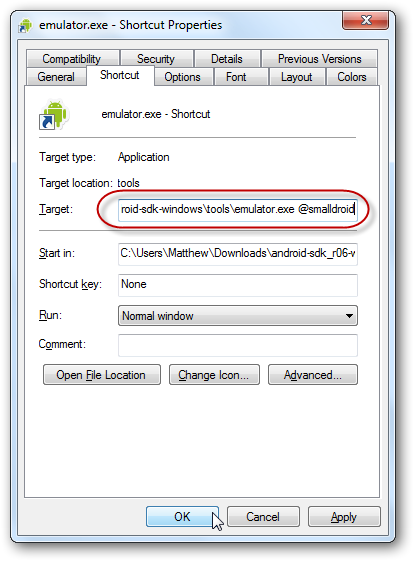 emulator.exe - Shortcut Properties
Compatibility Security Details Previous Versions
General Shortcut Options Font Layout Colors
emulator.exe - Shortcut
Target type: Application
Target location: tools
Target: roid-sdk-windows\tools\emulator.exe @smalldroid
Start in: C:\Users\Matthew\Downloads\android-sdk_r06-v
Shortcut key: None
Run: Normal window
Comment:
Open File Location Change Icon... Advanced...
OK Cancel Apply